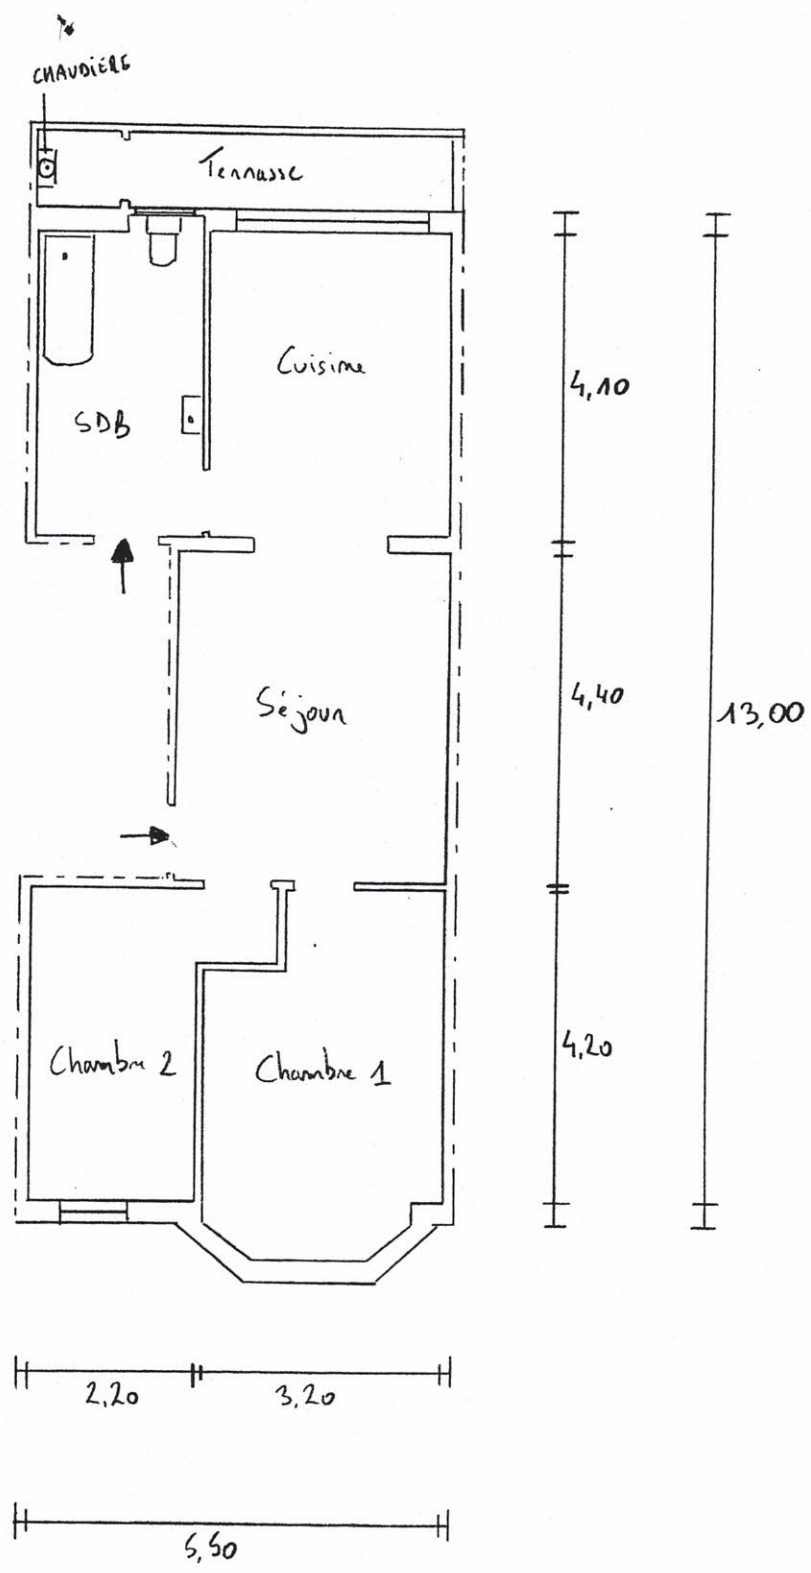 CHAUDIÈRE
Terrasse
Cuisine
SDB
4,10
Séjour
4,40
13,00
Chambre 2
Chambre 1
4,20
2,20
3,20
5,50